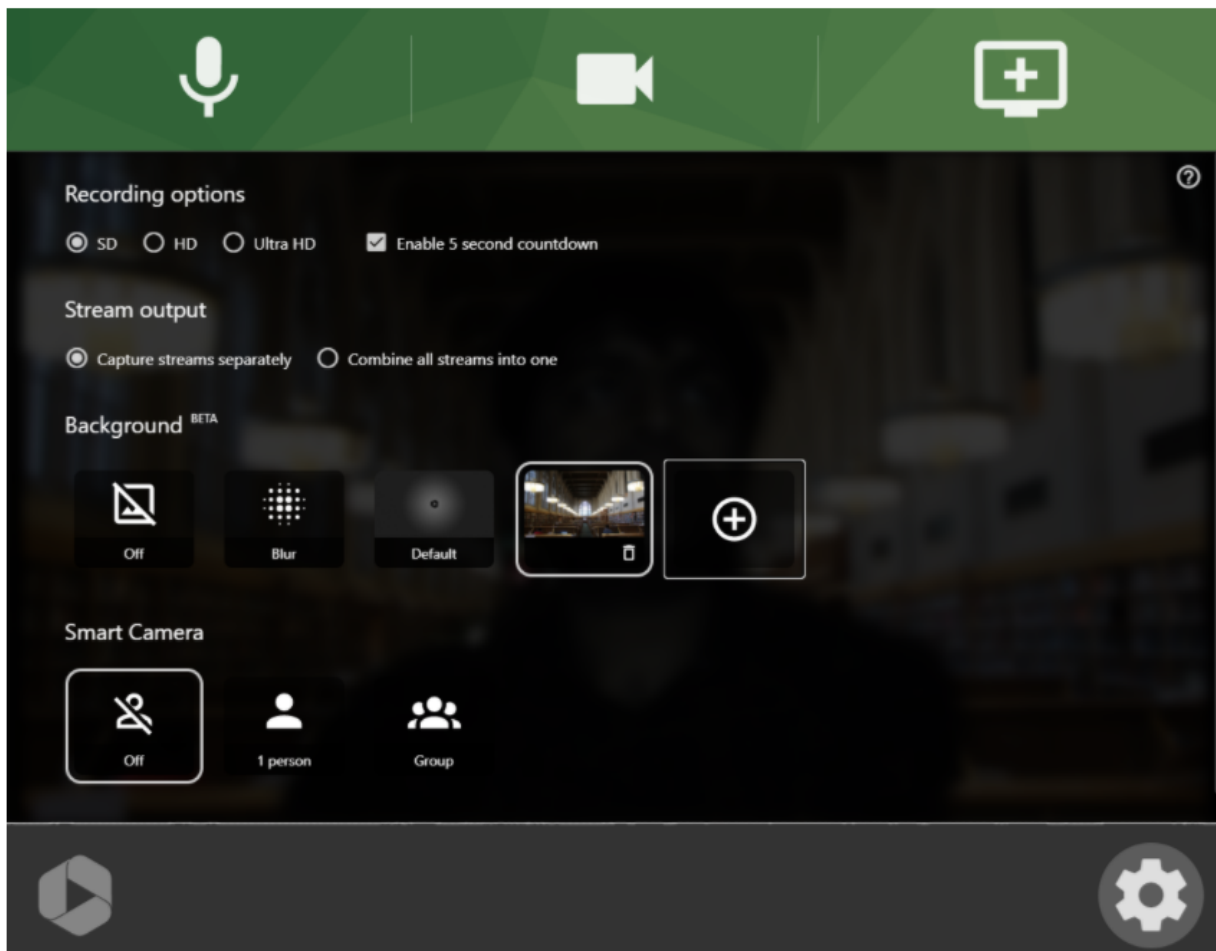 Recording options
SD HD Ultra HD Enable 5 second countdown
Stream output
Capture streams separately Combine all streams into one
Background BETA
Off Blur Default
Smart Camera
Off 1 person Group